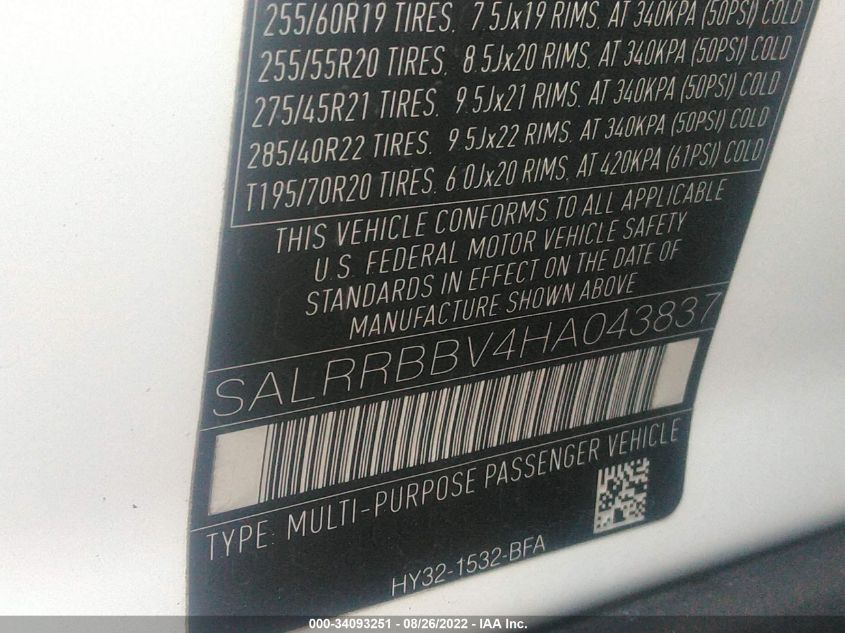 255/60R19 TIRES. 7.5Jx19 RIMS. AT 340KPA (50PSI) COLD
255/55R20 TIRES. 8.5Jx20 RIMS. AT 340KPA (50PSI) COLD
275/45R21 TIRES. 9.5Jx21 RIMS. AT 340KPA (50PSI) COLD
285/40R22 TIRES. 9.5Jx22 RIMS. AT 340KPA (50PSI) COLD
T195/70R20 TIRES. 6.0Jx20 RIMS. AT 420KPA (61PSI) COLD
THIS VEHICLE CONFORMS TO ALL APPLICABLE
U.S. FEDERAL MOTOR VEHICLE SAFETY
STANDARDS IN EFFECT ON THE DATE OF
MANUFACTURE SHOWN ABOVE
SALRRBBV4HA043837
TYPE: MULTI-PURPOSE PASSENGER VEHICLE
HY32-1532-BFA
000-34093251 - 08/26/2022 - IAA Inc.